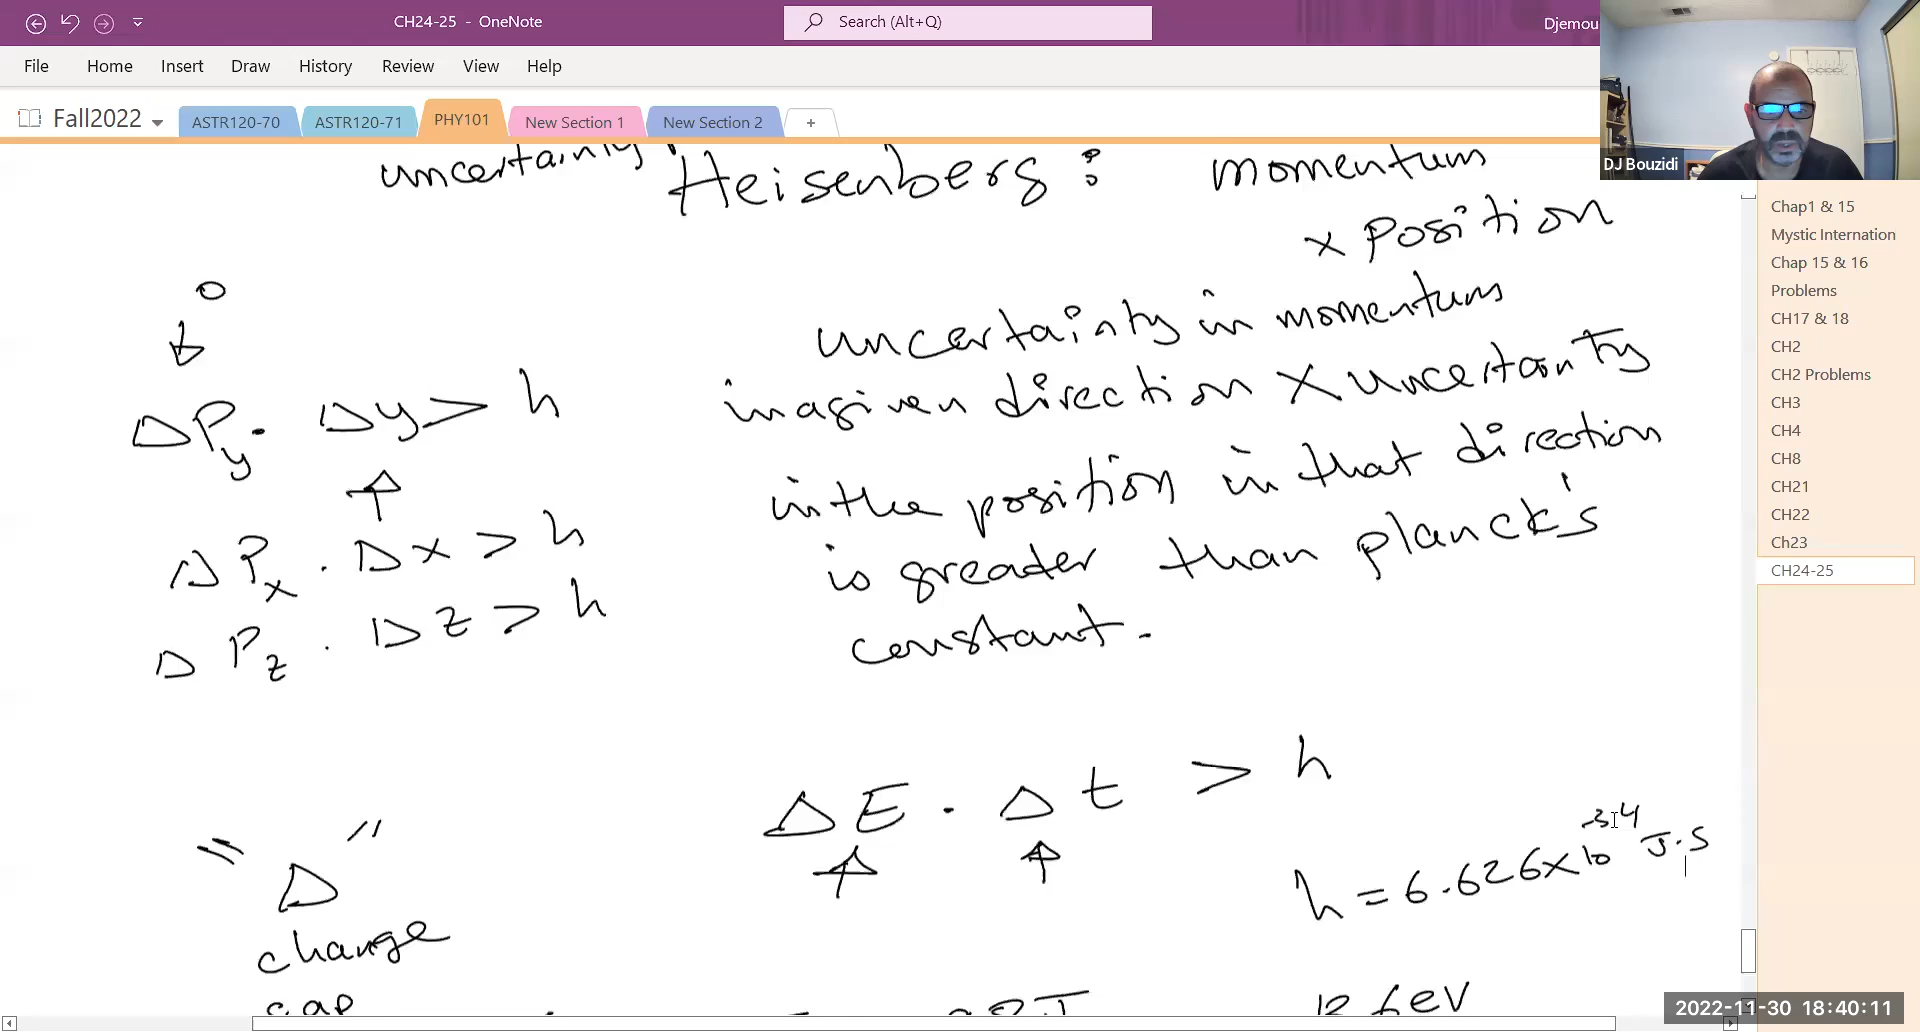 CH24-25 - OneNote
Search (Alt+Q)
Djemou
File Home Insert Draw History Review View Help
Fall2022 ASTR120-70 ASTR120-71 PHY101 New Section 1 New Section 2 +
DJ Bouzidi
uncertainty
Heisenberg :
momentum
x Position
uncertainty in momentum
in a given direction X uncertainty
in the position in that direction
is greader than planck's
constant.
ΔPy . Δy > h
ΔPx . Δx > h
ΔPz . Δz > h
ΔE . Δt > h
h = 6.626x10-34 J.S
" Δ "
change
gap
Chap1 & 15
Mystic Internation
Chap 15 & 16
Problems
CH17 & 18
CH2
CH2 Problems
CH3
CH4
CH8
CH21
CH22
Ch23
CH24-25
2022-11-30 18:40:11